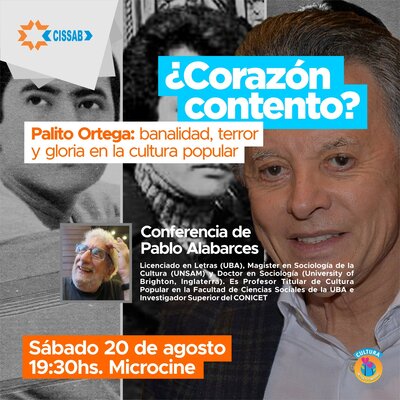 CISSAB
¿Corazón
contento?
Palito Ortega: banalidad, terror
y gloria en la cultura popular
Conferencia de
Pablo Alabarces
Licenciado en Letras (UBA), Magister en Sociología de la
Cultura (UNSAM) y Doctor en Sociología (University of
Brighton, Inglaterra). Es Profesor Titular de Cultura
Popular en la Facultad de Ciencias Sociales de la UBA e
Investigador Superior del CONICET
Sábado 20 de agosto
19:30hs. Microcine
CULTURA